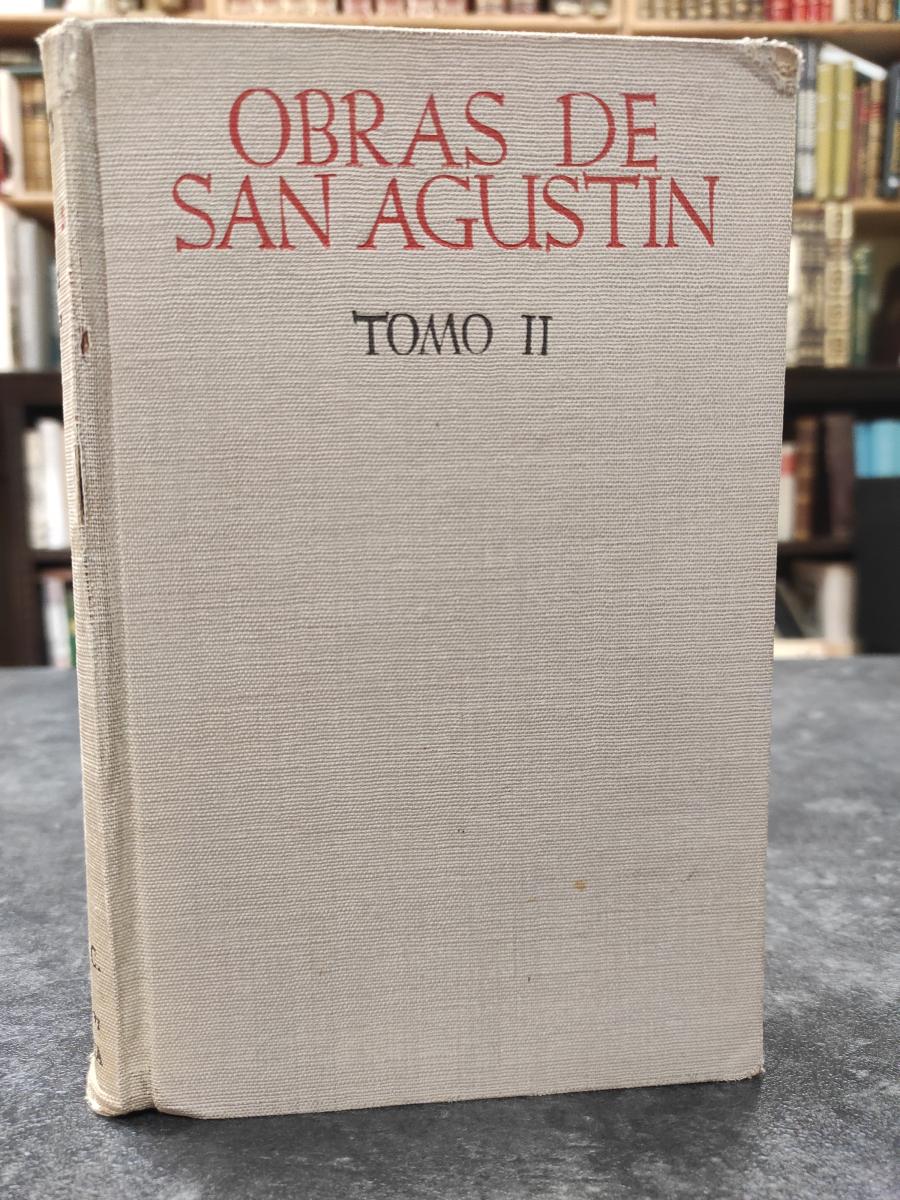 OBRAS DE
SAN AGUSTIN
TOMO II